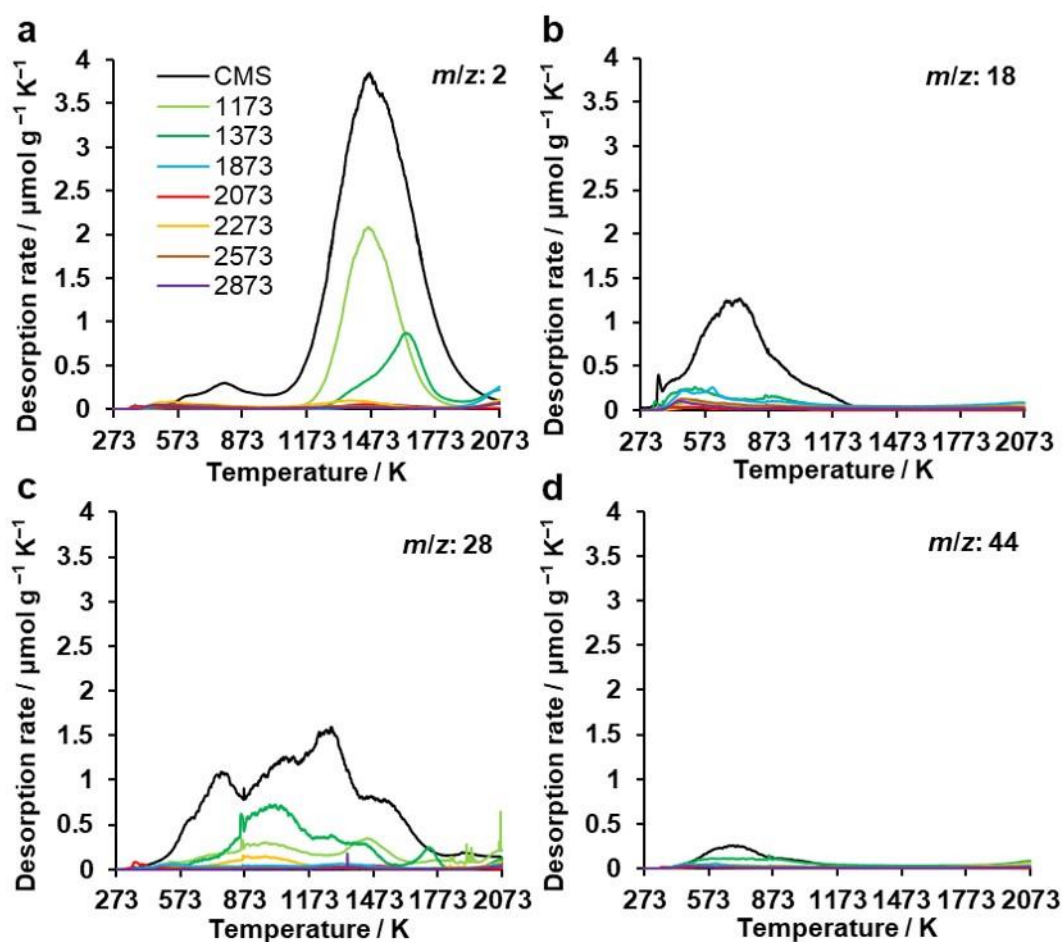 a
m/z: 2
Desorption rate / μmol g⁻¹ K⁻¹
4
3.5
3
2.5
2
1.5
1
0.5
0
CMS
1173
1373
1873
2073
2273
2573
2873
273 573 873 1173 1473 1773 2073
Temperature / K
b
m/z: 18
Desorption rate / μmol g⁻¹ K⁻¹
4
3.5
3
2.5
2
1.5
1
0.5
0
273 573 873 1173 1473 1773 2073
Temperature / K
c
m/z: 28
Desorption rate / μmol g⁻¹ K⁻¹
4
3.5
3
2.5
2
1.5
1
0.5
0
273 573 873 1173 1473 1773 2073
Temperature / K
d
m/z: 44
Desorption rate / μmol g⁻¹ K⁻¹
4
3.5
3
2.5
2
1.5
1
0.5
0
273 573 873 1173 1473 1773 2073
Temperature / K